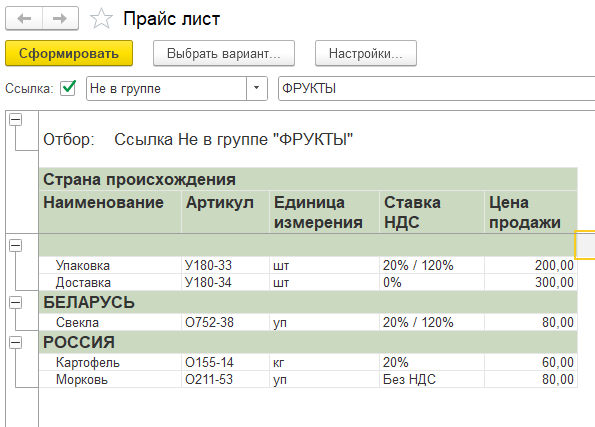 Прайс лист
Сформировать Выбрать вариант... Настройки...
Ссылка: Не в группе ФРУКТЫ
Отбор: Ссылка Не в группе "ФРУКТЫ"
Страна происхождения
Наименование Артикул Единица измерения Ставка НДС Цена продажи
Упаковка У180-33 шт 20% / 120% 200,00
Доставка У180-34 шт 0% 300,00
БЕЛАРУСЬ
Свекла О752-38 уп 20% / 120% 80,00
РОССИЯ
Картофель О155-14 кг 20% 60,00
Морковь О211-53 уп Без НДС 80,00